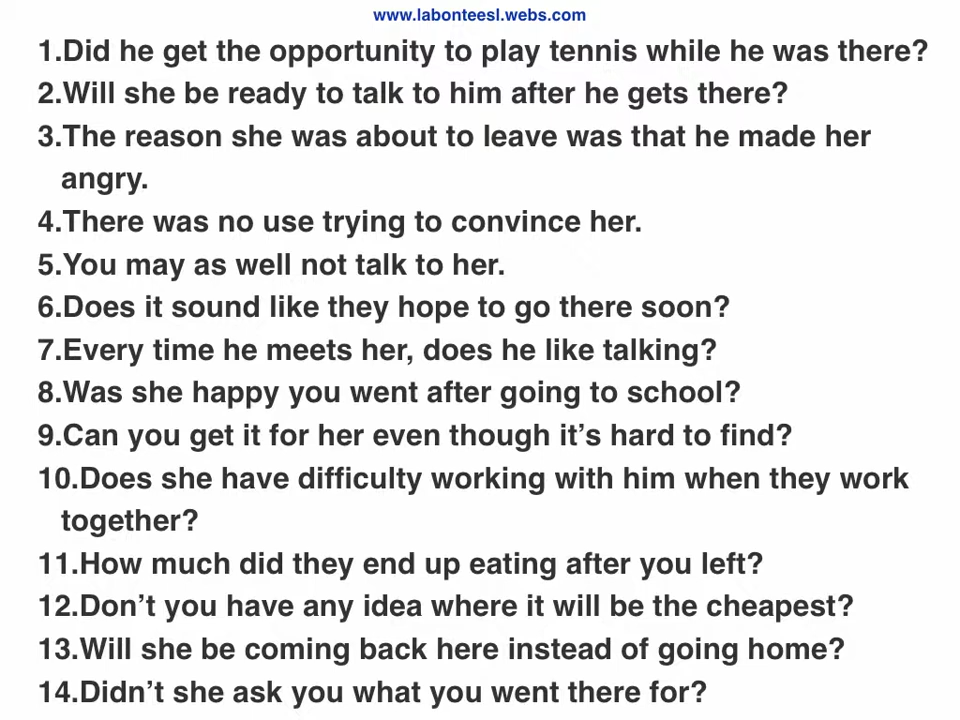 www.labonteesl.webs.com
1.Did he get the opportunity to play tennis while he was there?
2.Will she be ready to talk to him after he gets there?
3.The reason she was about to leave was that he made her
angry.
4.There was no use trying to convince her.
5.You may as well not talk to her.
6.Does it sound like they hope to go there soon?
7.Every time he meets her, does he like talking?
8.Was she happy you went after going to school?
9.Can you get it for her even though it’s hard to find?
10.Does she have difficulty working with him when they work
together?
11.How much did they end up eating after you left?
12.Don’t you have any idea where it will be the cheapest?
13.Will she be coming back here instead of going home?
14.Didn’t she ask you what you went there for?